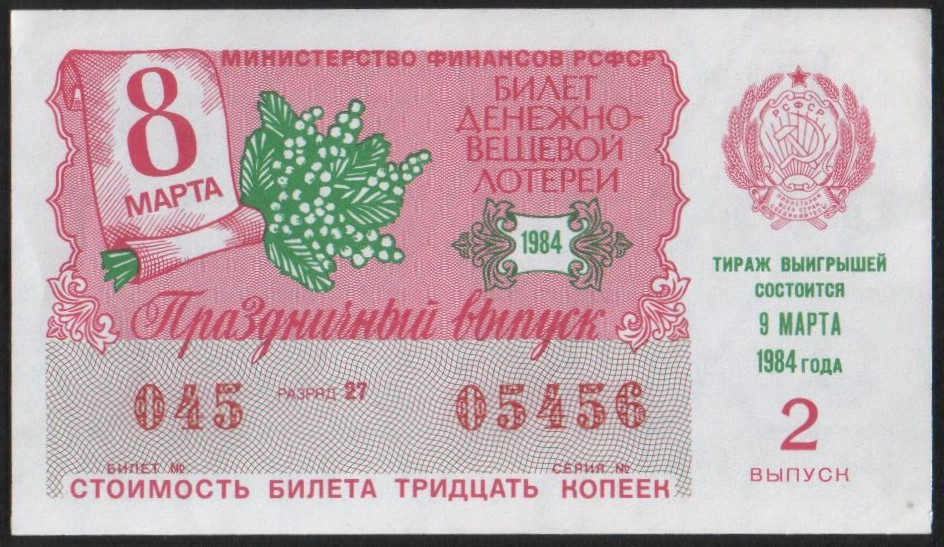 МИНИСТЕРСТВО ФИНАНСОВ РСФСР
8
МАРТА
БИЛЕТ
ДЕНЕЖНО-
ВЕЩЕВОЙ
ЛОТЕРЕИ
1984
Праздничный выпуск
045 РАЗРЯД 27 05456
БИЛЕТ № СЕРИЯ №
СТОИМОСТЬ БИЛЕТА ТРИДЦАТЬ КОПЕЕК
РСФСР
ТИРАЖ ВЫИГРЫШЕЙ
СОСТОИТСЯ
9 МАРТА
1984 ГОДА
2
ВЫПУСК